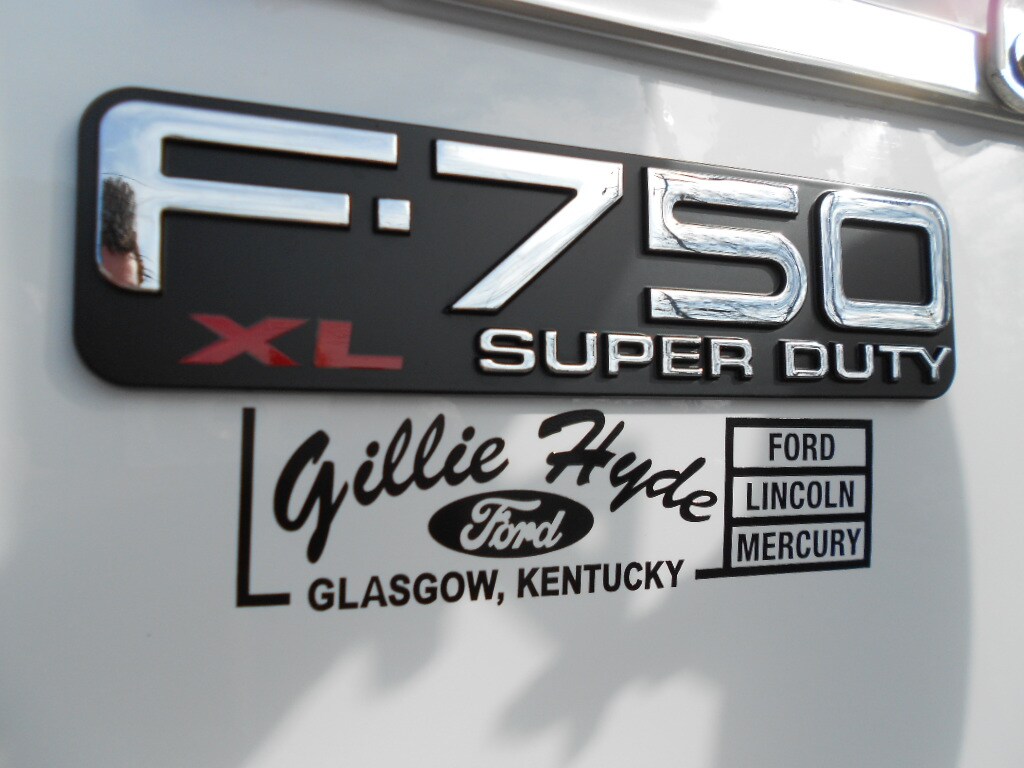 F-750
XL SUPER DUTY
Gillie Hyde
Ford
GLASGOW, KENTUCKY
FORD
LINCOLN
MERCURY